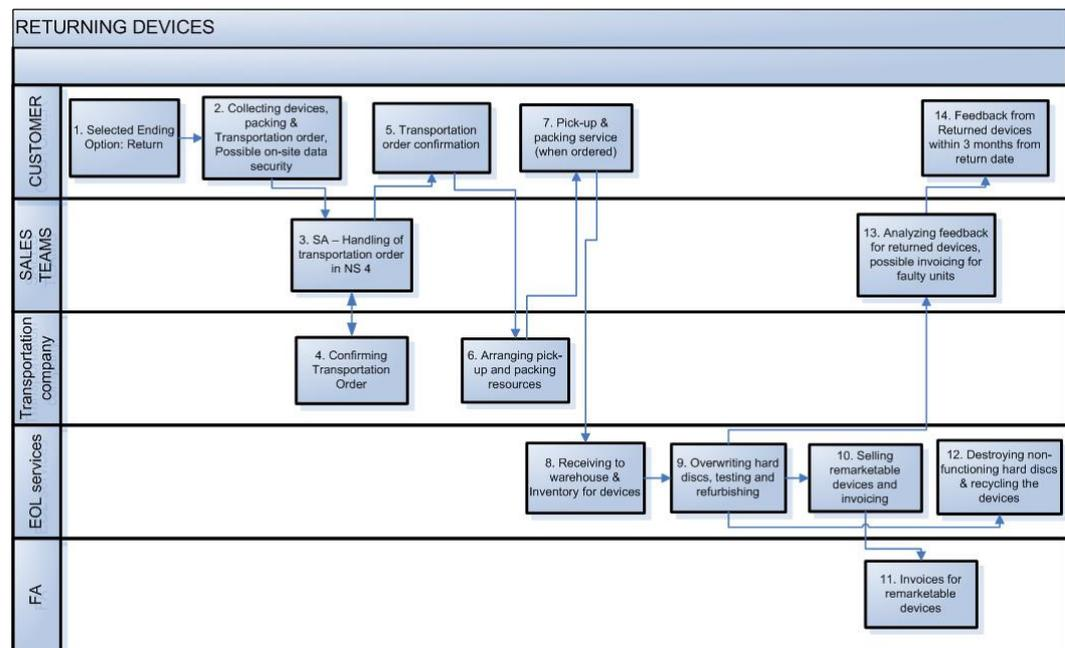 RETURNING DEVICES
CUSTOMER
1. Selected Ending
Option: Return
2. Collecting devices,
packing &
Transportation order,
Possible on-site data
security
5. Transportation
order confirmation
7. Pick-up &
packing service
(when ordered)
14. Feedback from
Returned devices
within 3 months from
return date
SALES
TEAMS
3. SA – Handling of
transportation order
in NS 4
13. Analyzing feedback
for returned devices,
possible invoicing for
faulty units
Transportation
company
4. Confirming
Transportation
Order
6. Arranging pick-
up and packing
resources
EOL services
8. Receiving to
warehouse &
Inventory for devices
9. Overwriting hard
discs, testing and
refurbishing
10. Selling
remarketable
devices and
invoicing
12. Destroying non-
functioning hard discs
& recycling the
devices
FA
11. Invoices for
remarketable
devices